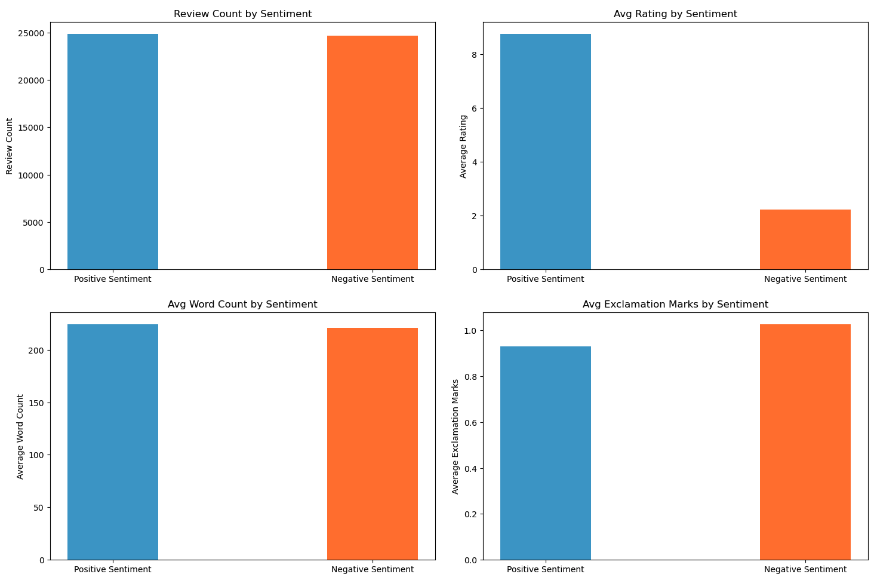 Review Count by Sentiment
Review Count
25000
20000
15000
10000
5000
0
Positive Sentiment Negative Sentiment
Avg Rating by Sentiment
Average Rating
8
6
4
2
0
Positive Sentiment Negative Sentiment
Avg Word Count by Sentiment
Average Word Count
200
150
100
50
0
Positive Sentiment Negative Sentiment
Avg Exclamation Marks by Sentiment
Average Exclamation Marks
1.0
0.8
0.6
0.4
0.2
0.0
Positive Sentiment Negative Sentiment